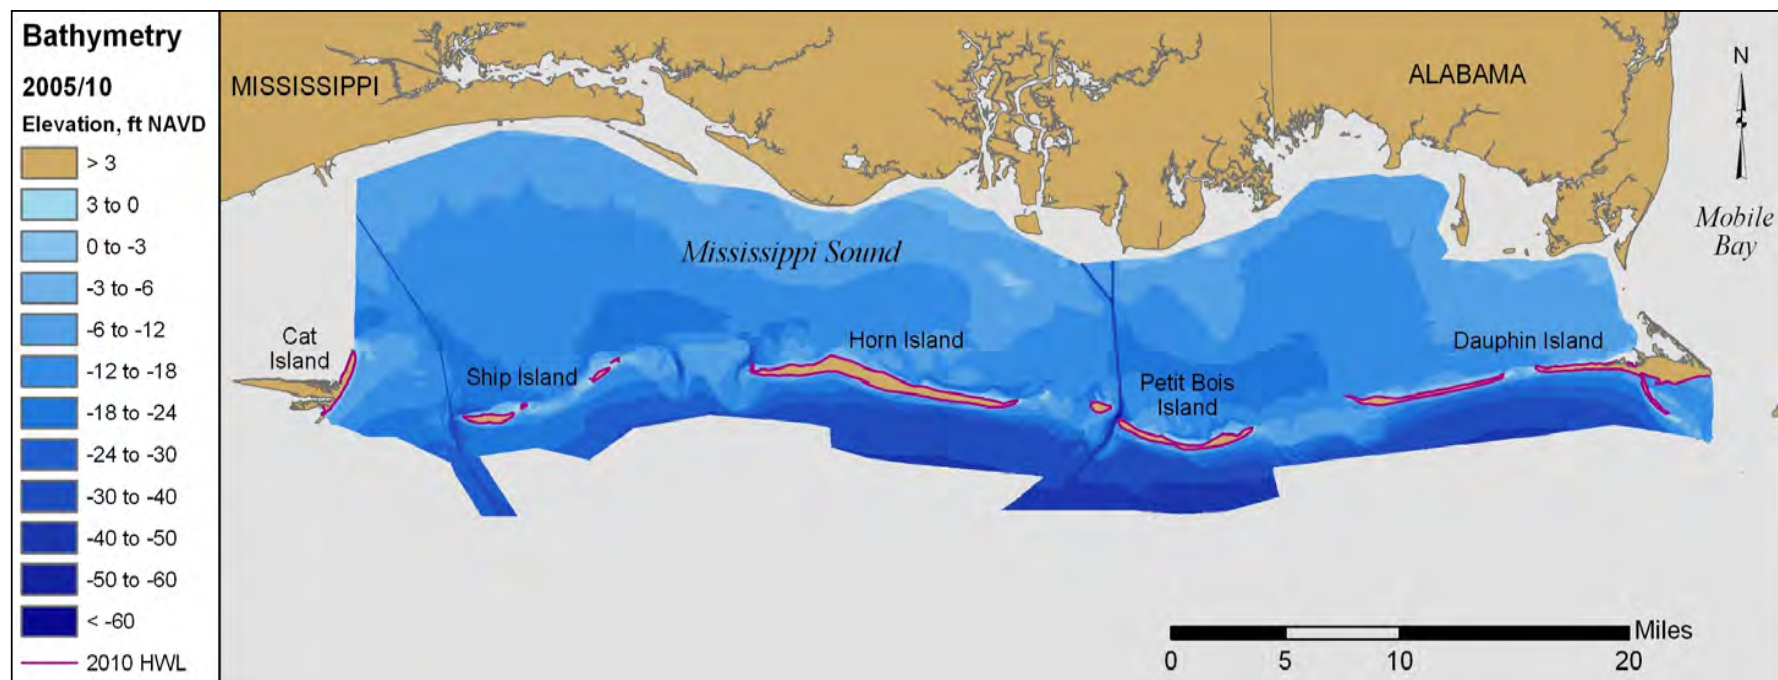 Bathymetry
2005/10
Elevation, ft NAVD
> 3
3 to 0
0 to -3
-3 to -6
-6 to -12
-12 to -18
-18 to -24
-24 to -30
-30 to -40
-40 to -50
-50 to -60
< -60
2010 HWL
MISSISSIPPI
ALABAMA
N
Mobile
Bay
Mississippi Sound
Cat
Island
Ship Island
Horn Island
Petit Bois
Island
Dauphin Island
Miles
0 5 10 20